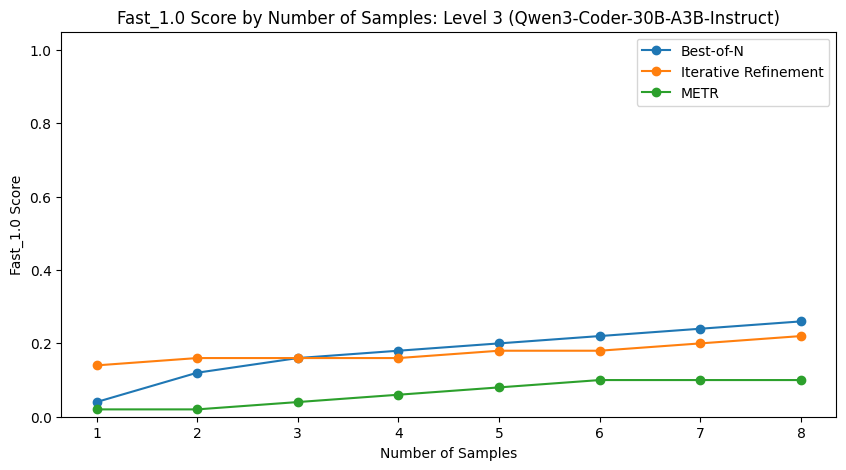 Fast_1.0 Score by Number of Samples: Level 3 (Qwen3-Coder-30B-A3B-Instruct)
Best-of-N
Iterative Refinement
METR
Fast_1.0 Score
1.0
0.8
0.6
0.4
0.2
0.0
1 2 3 4 5 6 7 8
Number of Samples